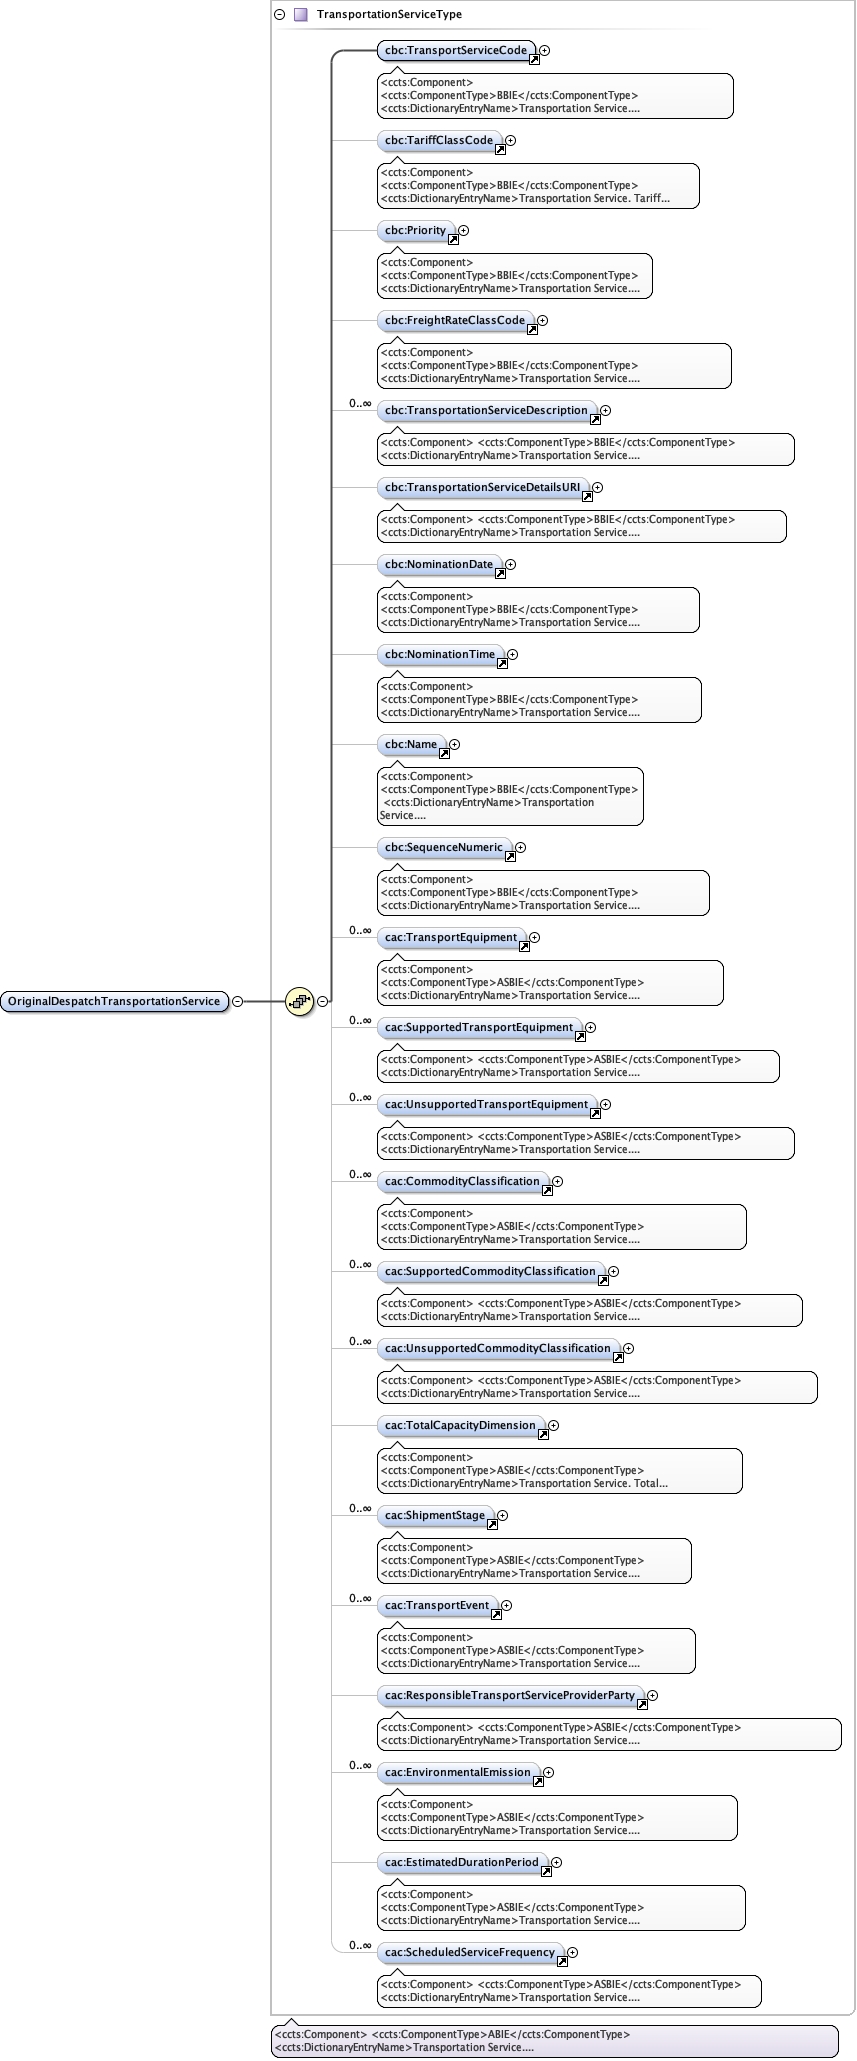 TransportationServiceType
cbc:TransportServiceCode
<ccts:Component>
<ccts:ComponentType>BBIE</ccts:ComponentType>
<ccts:DictionaryEntryName>Transportation Service....
cbc:TariffClassCode
<ccts:Component>
<ccts:ComponentType>BBIE</ccts:ComponentType>
<ccts:DictionaryEntryName>Transportation Service. Tariff...
cbc:Priority
<ccts:Component>
<ccts:ComponentType>BBIE</ccts:ComponentType>
<ccts:DictionaryEntryName>Transportation Service....
cbc:FreightRateClassCode
<ccts:Component>
<ccts:ComponentType>BBIE</ccts:ComponentType>
<ccts:DictionaryEntryName>Transportation Service....
0..∞
cbc:TransportationServiceDescription
<ccts:Component> <ccts:ComponentType>BBIE</ccts:ComponentType>
<ccts:DictionaryEntryName>Transportation Service....
cbc:TransportationServiceDetailsURI
<ccts:Component> <ccts:ComponentType>BBIE</ccts:ComponentType>
<ccts:DictionaryEntryName>Transportation Service....
cbc:NominationDate
<ccts:Component>
<ccts:ComponentType>BBIE</ccts:ComponentType>
<ccts:DictionaryEntryName>Transportation Service....
cbc:NominationTime
<ccts:Component>
<ccts:ComponentType>BBIE</ccts:ComponentType>
<ccts:DictionaryEntryName>Transportation Service....
cbc:Name
<ccts:Component>
<ccts:ComponentType>BBIE</ccts:ComponentType>
<ccts:DictionaryEntryName>Transportation
Service....
cbc:SequenceNumeric
<ccts:Component>
<ccts:ComponentType>BBIE</ccts:ComponentType>
<ccts:DictionaryEntryName>Transportation Service....
0..∞
cac:TransportEquipment
<ccts:Component>
<ccts:ComponentType>ASBIE</ccts:ComponentType>
<ccts:DictionaryEntryName>Transportation Service....
OriginalDespatchTransportationService
0..∞
cac:SupportedTransportEquipment
<ccts:Component> <ccts:ComponentType>ASBIE</ccts:ComponentType>
<ccts:DictionaryEntryName>Transportation Service....
0..∞
cac:UnsupportedTransportEquipment
<ccts:Component> <ccts:ComponentType>ASBIE</ccts:ComponentType>
<ccts:DictionaryEntryName>Transportation Service....
0..∞
cac:CommodityClassification
<ccts:Component>
<ccts:ComponentType>ASBIE</ccts:ComponentType>
<ccts:DictionaryEntryName>Transportation Service....
0..∞
cac:SupportedCommodityClassification
<ccts:Component> <ccts:ComponentType>ASBIE</ccts:ComponentType>
<ccts:DictionaryEntryName>Transportation Service....
0..∞
cac:UnsupportedCommodityClassification
<ccts:Component> <ccts:ComponentType>ASBIE</ccts:ComponentType>
<ccts:DictionaryEntryName>Transportation Service....
cac:TotalCapacityDimension
<ccts:Component>
<ccts:ComponentType>ASBIE</ccts:ComponentType>
<ccts:DictionaryEntryName>Transportation Service. Total...
0..∞
cac:ShipmentStage
<ccts:Component>
<ccts:ComponentType>ASBIE</ccts:ComponentType>
<ccts:DictionaryEntryName>Transportation Service....
0..∞
cac:TransportEvent
<ccts:Component>
<ccts:ComponentType>ASBIE</ccts:ComponentType>
<ccts:DictionaryEntryName>Transportation Service....
cac:ResponsibleTransportServiceProviderParty
<ccts:Component> <ccts:ComponentType>ASBIE</ccts:ComponentType>
<ccts:DictionaryEntryName>Transportation Service....
0..∞
cac:EnvironmentalEmission
<ccts:Component>
<ccts:ComponentType>ASBIE</ccts:ComponentType>
<ccts:DictionaryEntryName>Transportation Service....
cac:EstimatedDurationPeriod
<ccts:Component>
<ccts:ComponentType>ASBIE</ccts:ComponentType>
<ccts:DictionaryEntryName>Transportation Service....
0..∞
cac:ScheduledServiceFrequency
<ccts:Component> <ccts:ComponentType>ASBIE</ccts:ComponentType>
<ccts:DictionaryEntryName>Transportation Service....
<ccts:Component> <ccts:ComponentType>ABIE</ccts:ComponentType>
<ccts:DictionaryEntryName>Transportation Service....